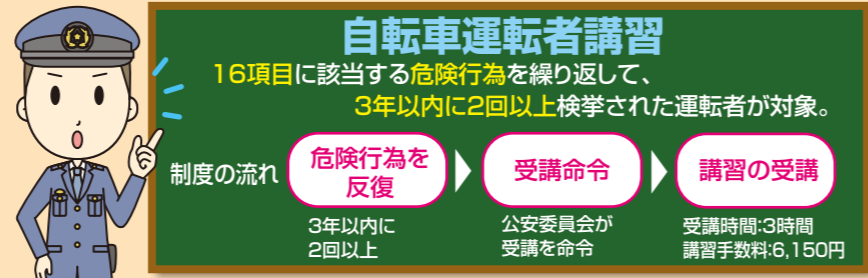 自転車運転者講習
16項目に該当する危険行為を繰り返して、
3年以内に2回以上検挙された運転者が対象。
制度の流れ
危険行為を
反復
受講命令
講習の受講
3年以内に
2回以上
公安委員会が
受講を命令
受講時間:3時間
講習手数料:6,150円